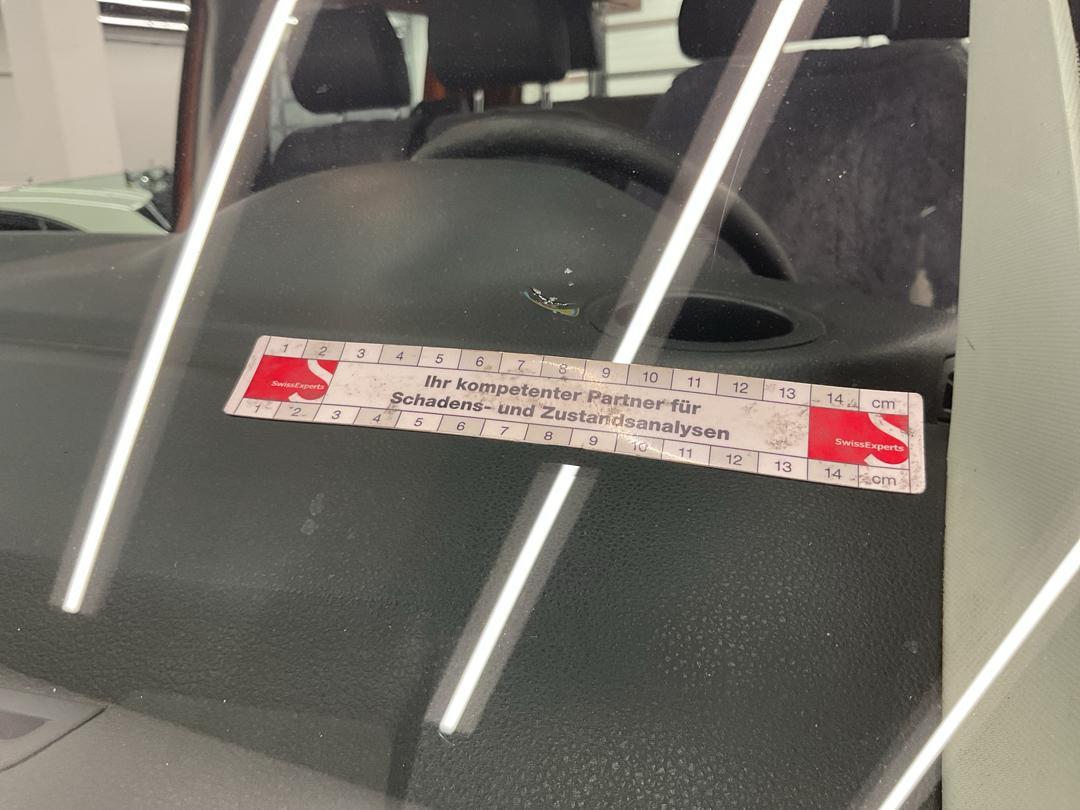 1 2 3 4 5 6 7 8 9 10 11 12 13 14 cm
SwissExperts
Ihr kompetenter Partner für
Schadens- und Zustandsanalysen
SwissExperts
1 2 3 4 5 6 7 8 9 10 11 12 13 14 cm